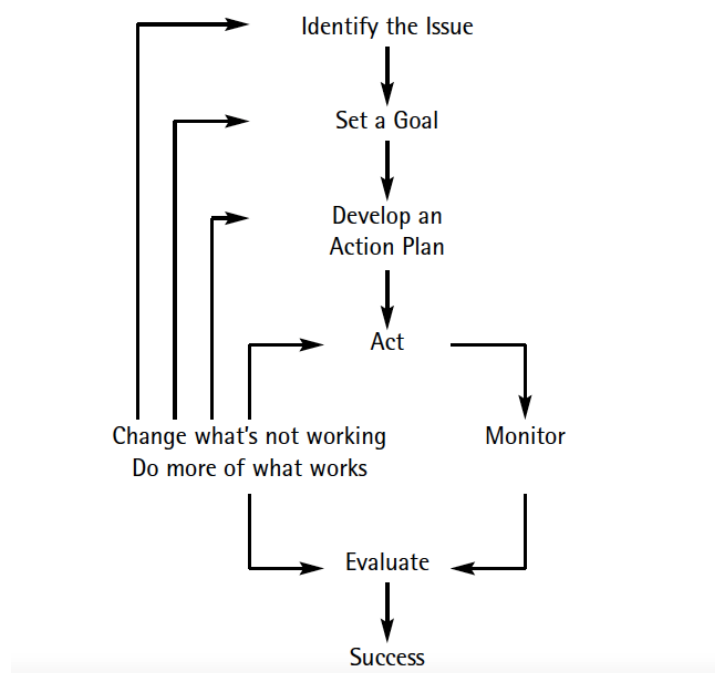 Identify the Issue
Set a Goal
Develop an
Action Plan
Act
Change what's not working
Do more of what works
Monitor
Evaluate
Success